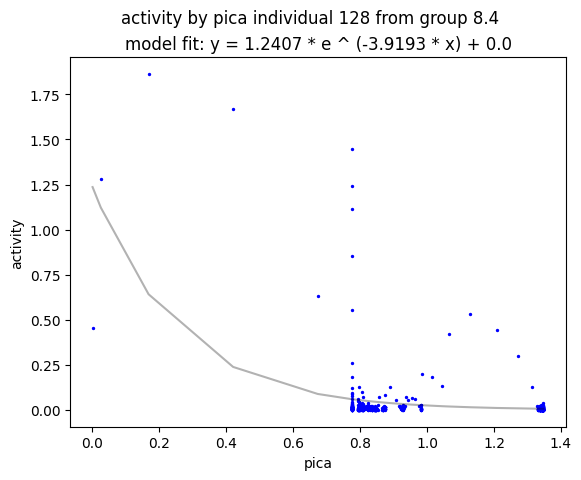 activity by pica individual 128 from group 8.4
model fit: y = 1.2407 * e ^ (-3.9193 * x) + 0.0
1.75
1.50
1.25
1.00
0.75
0.50
0.25
0.00
activity
0.0 0.2 0.4 0.6 0.8 1.0 1.2 1.4
pica